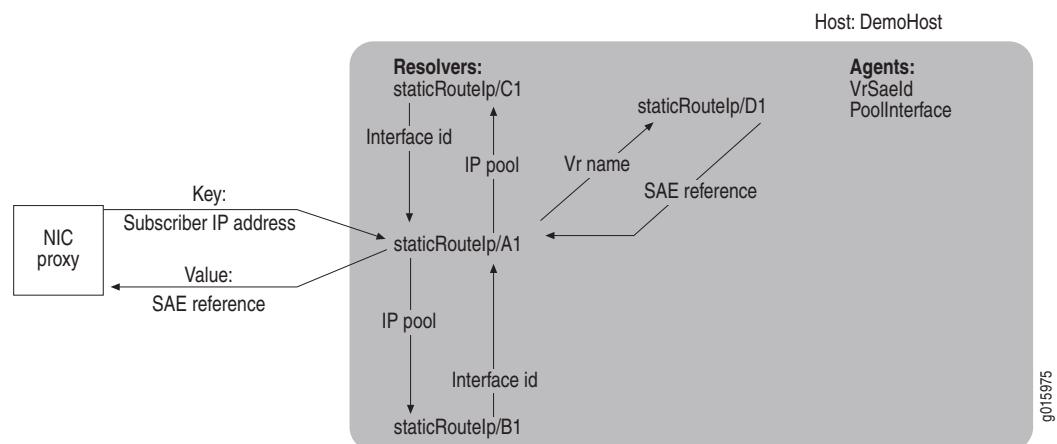 Host: DemoHost
Resolvers:
staticRouteIp/C1
Agents:
VrSaeId
PoolInterface
staticRouteIp/D1
Interface id
IP pool
Vr name
SAE reference
Key:
Subscriber IP address
NIC
proxy
staticRouteIp/A1
Value:
SAE reference
IP pool
Interface id
staticRouteIp/B1
g015975